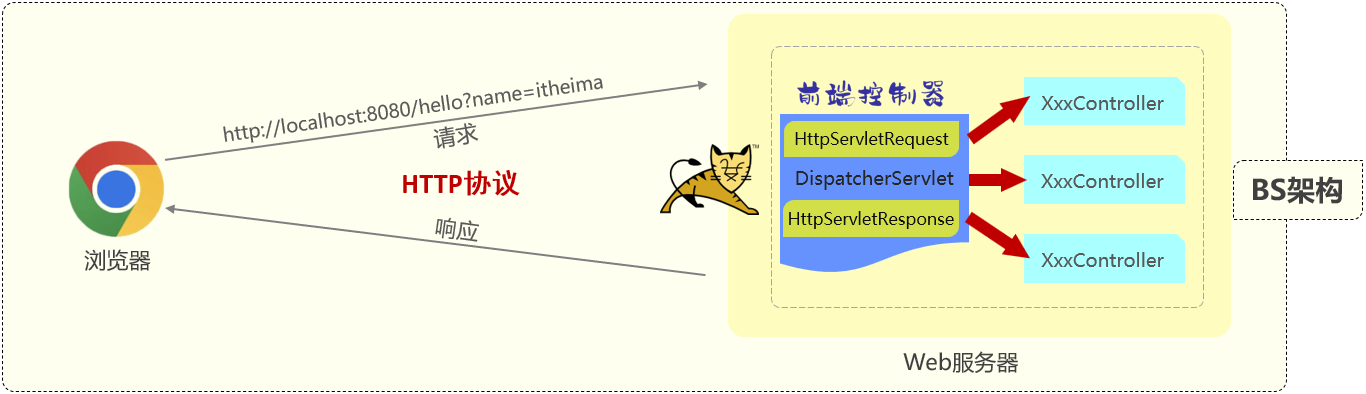 http://localhost:8080/hello?name=itheima
请求
HTTP协议
响应
浏览器
™
前端控制器
HttpServletRequest
DispatcherServlet
HttpServletResponse
XxxController
XxxController
XxxController
Web服务器
BS架构